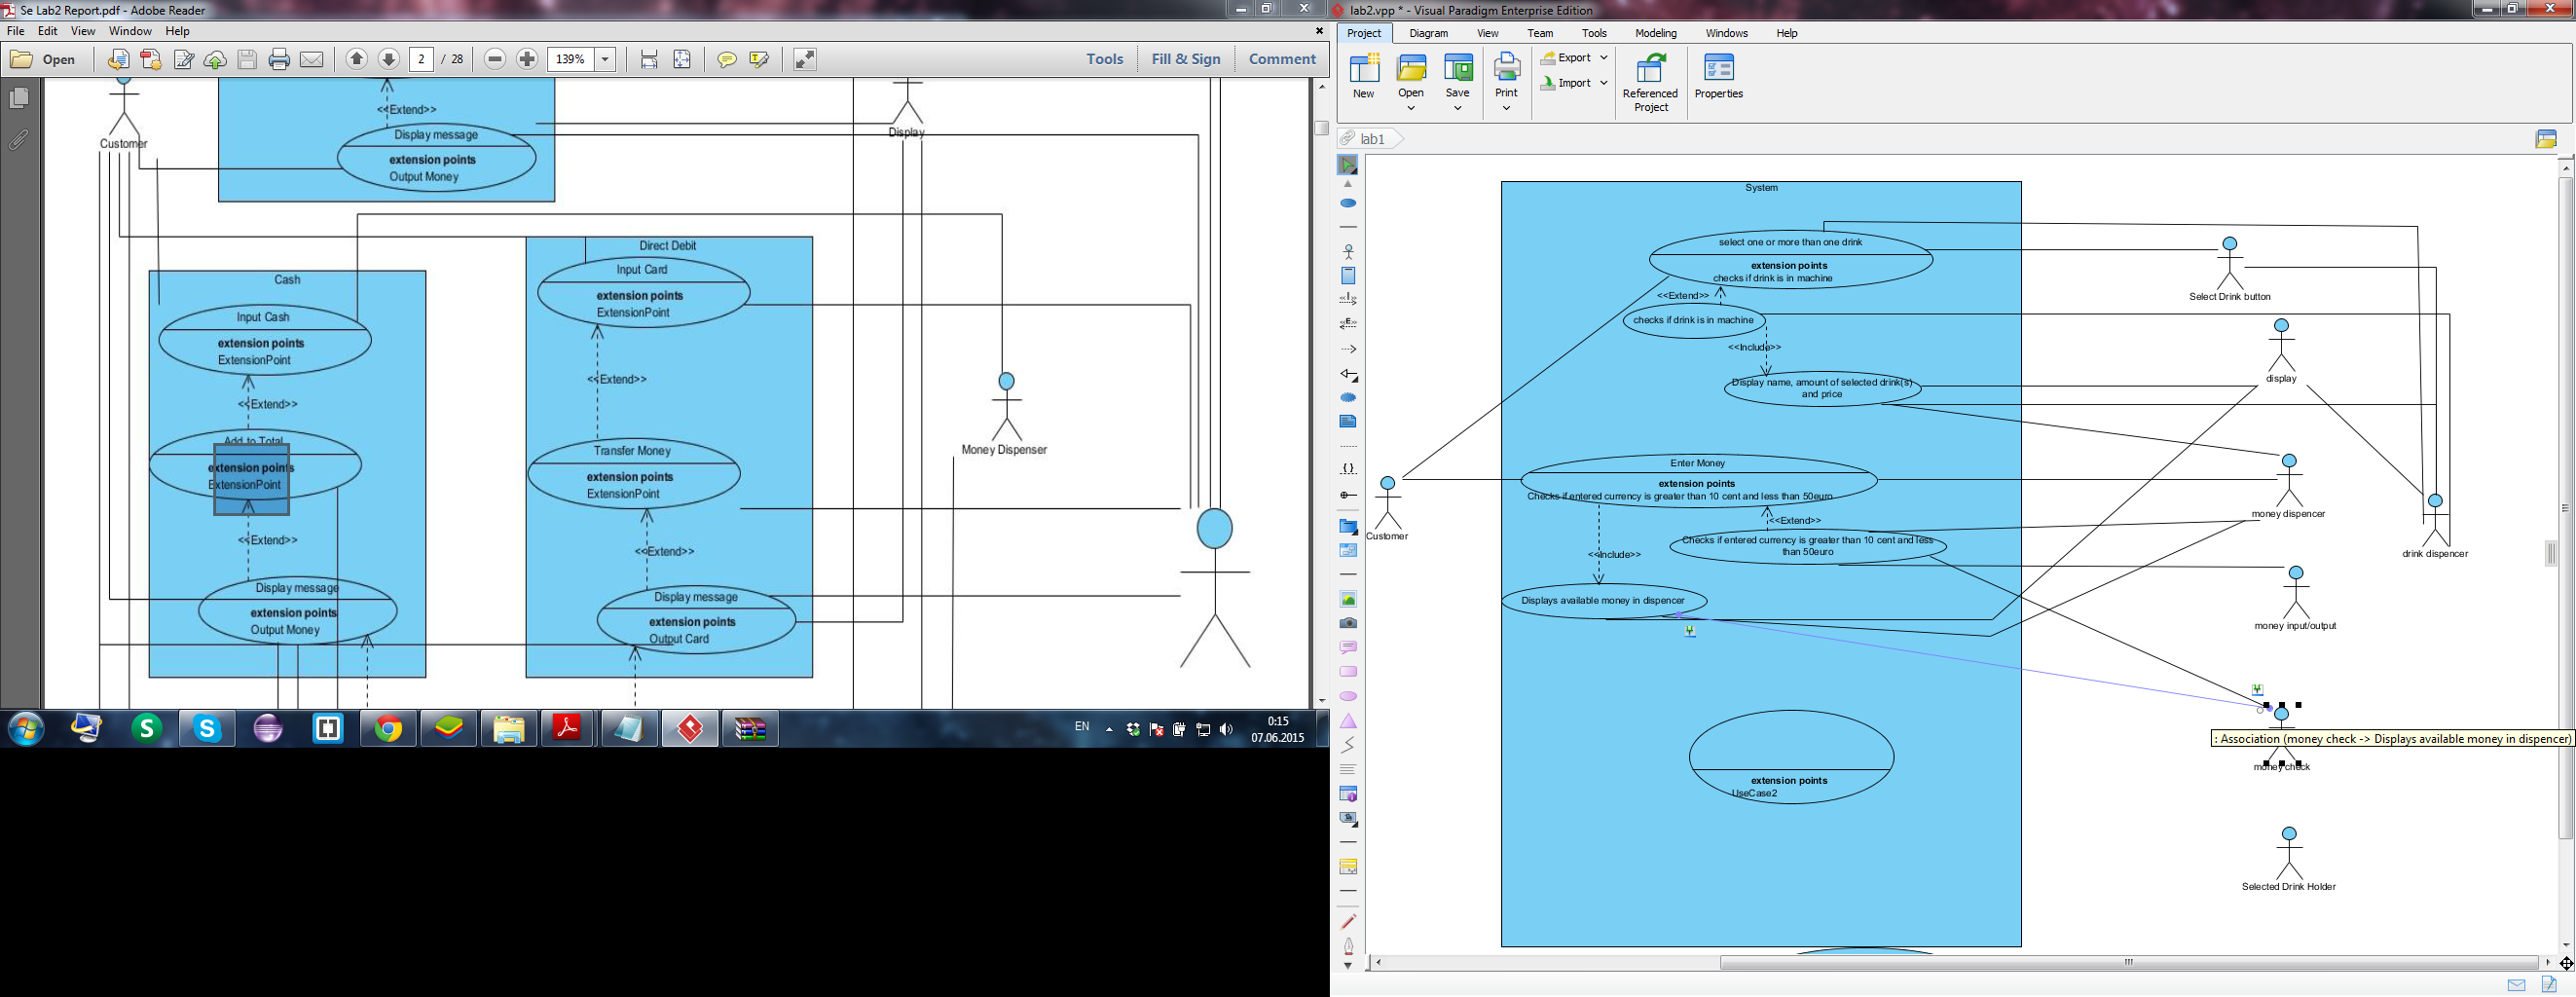 Se Lab2 Report.pdf - Adobe Reader
File Edit View Window Help
Open
2 / 28
139%
Tools Fill & Sign Comment
<<Extend>>
Display message
extension points
Output Money
Customer
Display
Cash
Input Cash
extension points
ExtensionPoint
<<Extend>>
Add to Total
extension points
ExtensionPoint
<<Extend>>
Display message
extension points
Output Money
Direct Debit
Input Card
extension points
ExtensionPoint
<<Extend>>
Transfer Money
extension points
ExtensionPoint
<<Extend>>
Display message
extension points
Output Card
Money Dispenser
EN
0:15
07.06.2015
lab2.vpp * - Visual Paradigm Enterprise Edition
Project Diagram View Team Tools Modeling Windows Help
New
Open
Save
Print
Export
Import
Referenced
Project
Properties
lab1
System
select one or more than one drink
extension points
checks if drink is in machine
<<Extend>>
checks if drink is in machine
<<Include>>
Display name, amount of selected drink(s)
and price
Enter Money
extension points
Checks if entered currency is greater than 10 cent and less than 50euro
<<Extend>>
Checks if entered currency is greater than 10 cent and less
than 50euro
<<Include>>
Displays available money in dispencer
extension points
UseCase2
Customer
Select Drink button
display
money dispencer
drink dispencer
money input/output
: Association (money check -> Displays available money in dispencer)
money check
Selected Drink Holder